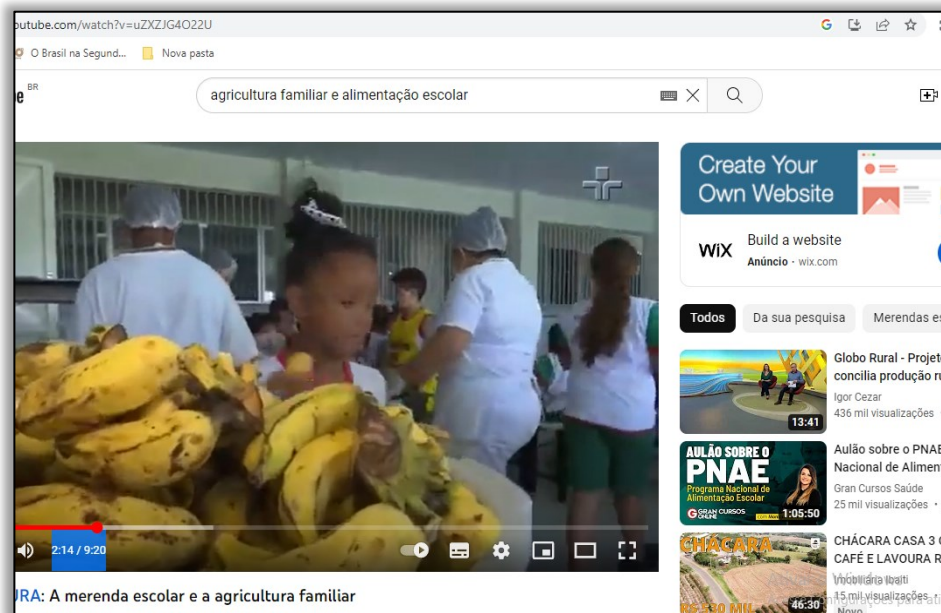 outube.com/watch?v=uZXZJG4O22U
O Brasil na Segund...
Nova pasta
e BR
agricultura familiar e alimentação escolar
Create Your
Own Website
WIX
Build a website
Anúncio · wix.com
Todos
Da sua pesquisa
Merendas es
Globo Rural - Projet
concilia produção ru
Igor Cezar
436 mil visualizações
13:41
AULÃO SOBRE O
PNAE
Programa Nacional de
Alimentação Escolar
GRAN CURSOS
ONLINE
1:05:50
Aulão sobre o PNAE
Nacional de Alimen
Gran Cursos Saúde
25 mil visualizações •
CHÁCARA
R$ 530 MIL
46:30
CHÁCARA CASA 3 Q
CAFÉ E LAVOURA R
Imobiliária Ibaiti
15 mil visualizações •
Novo
2:14 / 9:20
URA: A merenda escolar e a agricultura familiar